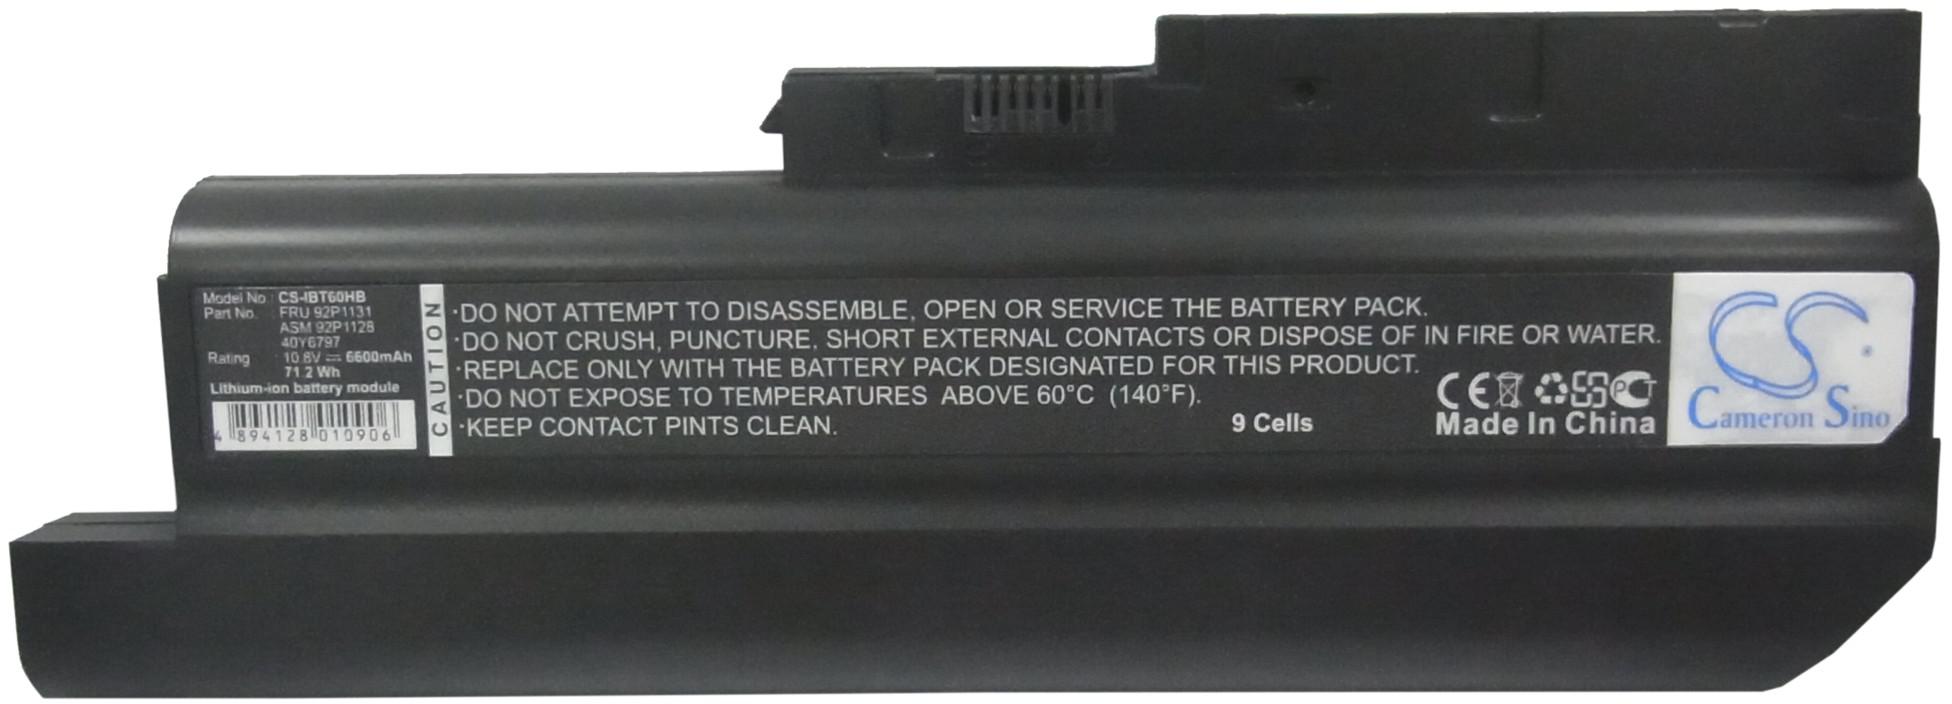 Model No : CS-IBT60HB
Part No. : FRU 92P1131
ASM 92P1128
40Y6797
Rating : 10.8V ⎓ 6600mAh
71.2 Wh
Lithium-ion battery module
4 894128 010906
CAUTION
·DO NOT ATTEMPT TO DISASSEMBLE, OPEN OR SERVICE THE BATTERY PACK.
·DO NOT CRUSH, PUNCTURE, SHORT EXTERNAL CONTACTS OR DISPOSE OF IN FIRE OR WATER.
·REPLACE ONLY WITH THE BATTERY PACK DESIGNATED FOR THIS PRODUCT.
·DO NOT EXPOSE TO TEMPERATURES ABOVE 60°C (140°F).
·KEEP CONTACT PINTS CLEAN.
9 Cells
CE
Made In China
CS ®
Cameron Sino